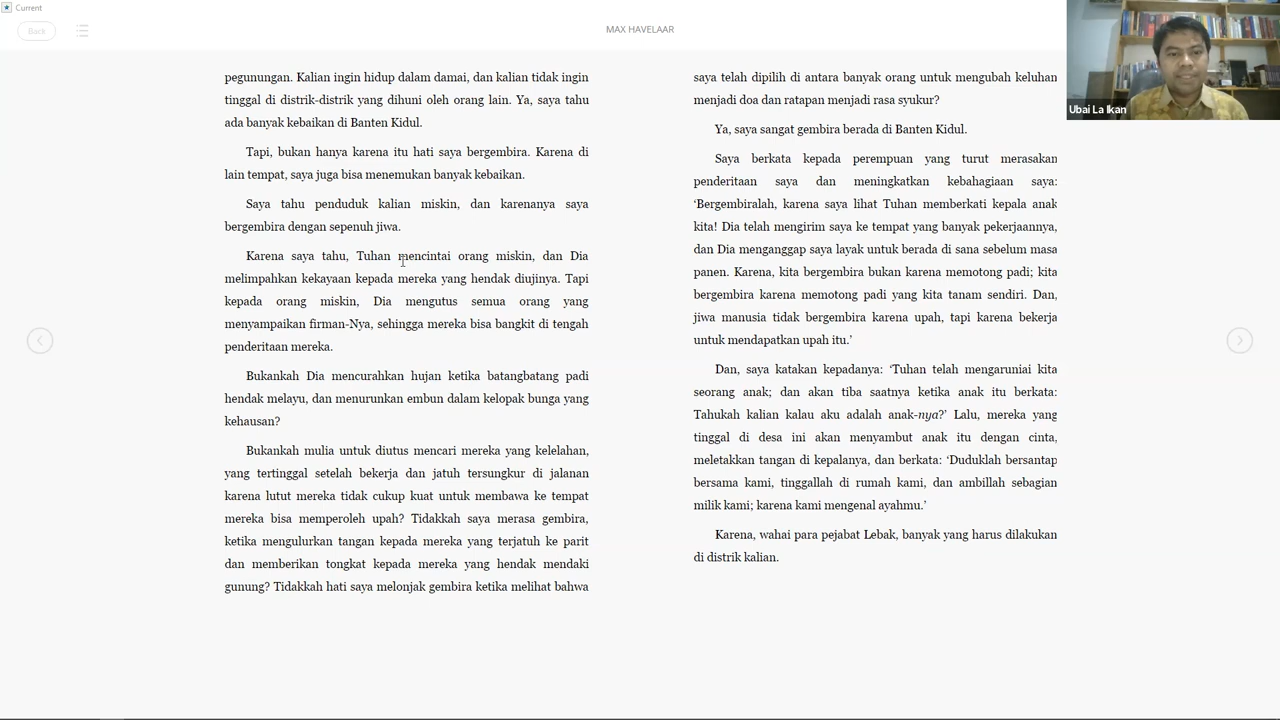 Current
Back
MAX HAVELAAR
pegunungan. Kalian ingin hidup dalam damai, dan kalian tidak ingin
tinggal di distrik-distrik yang dihuni oleh orang lain. Ya, saya tahu
ada banyak kebaikan di Banten Kidul.
Tapi, bukan hanya karena itu hati saya bergembira. Karena di
lain tempat, saya juga bisa menemukan banyak kebaikan.
Saya tahu penduduk kalian miskin, dan karenanya saya
bergembira dengan sepenuh jiwa.
Karena saya tahu, Tuhan mencintai orang miskin, dan Dia
melimpahkan kekayaan kepada mereka yang hendak diujinya. Tapi
kepada orang miskin, Dia mengutus semua orang yang
menyampaikan firman-Nya, sehingga mereka bisa bangkit di tengah
penderitaan mereka.
Bukankah Dia mencurahkan hujan ketika batangbatang padi
hendak melayu, dan menurunkan embun dalam kelopak bunga yang
kehausan?
Bukankah mulia untuk diutus mencari mereka yang kelelahan,
yang tertinggal setelah bekerja dan jatuh tersungkur di jalanan
karena lutut mereka tidak cukup kuat untuk membawa ke tempat
mereka bisa memperoleh upah? Tidakkah saya merasa gembira,
ketika mengulurkan tangan kepada mereka yang terjatuh ke parit
dan memberikan tongkat kepada mereka yang hendak mendaki
gunung? Tidakkah hati saya melonjak gembira ketika melihat bahwa
saya telah dipilih di antara banyak orang untuk mengubah keluhan
menjadi doa dan ratapan menjadi rasa syukur?
Ya, saya sangat gembira berada di Banten Kidul.
Saya berkata kepada perempuan yang turut merasakan
penderitaan saya dan meningkatkan kebahagiaan saya:
‘Bergembiralah, karena saya lihat Tuhan memberkati kepala anak
kita! Dia telah mengirim saya ke tempat yang banyak pekerjaannya,
dan Dia menganggap saya layak untuk berada di sana sebelum masa
panen. Karena, kita bergembira bukan karena memotong padi; kita
bergembira karena memotong padi yang kita tanam sendiri. Dan,
jiwa manusia tidak bergembira karena upah, tapi karena bekerja
untuk mendapatkan upah itu.’
Dan, saya katakan kepadanya: ‘Tuhan telah mengaruniai kita
seorang anak; dan akan tiba saatnya ketika anak itu berkata:
Tahukah kalian kalau aku adalah anak-nya?’ Lalu, mereka yang
tinggal di desa ini akan menyambut anak itu dengan cinta,
meletakkan tangan di kepalanya, dan berkata: ‘Duduklah bersantap
bersama kami, tinggallah di rumah kami, dan ambillah sebagian
milik kami; karena kami mengenal ayahmu.’
Karena, wahai para pejabat Lebak, banyak yang harus dilakukan
di distrik kalian.
Ubai La Ikan